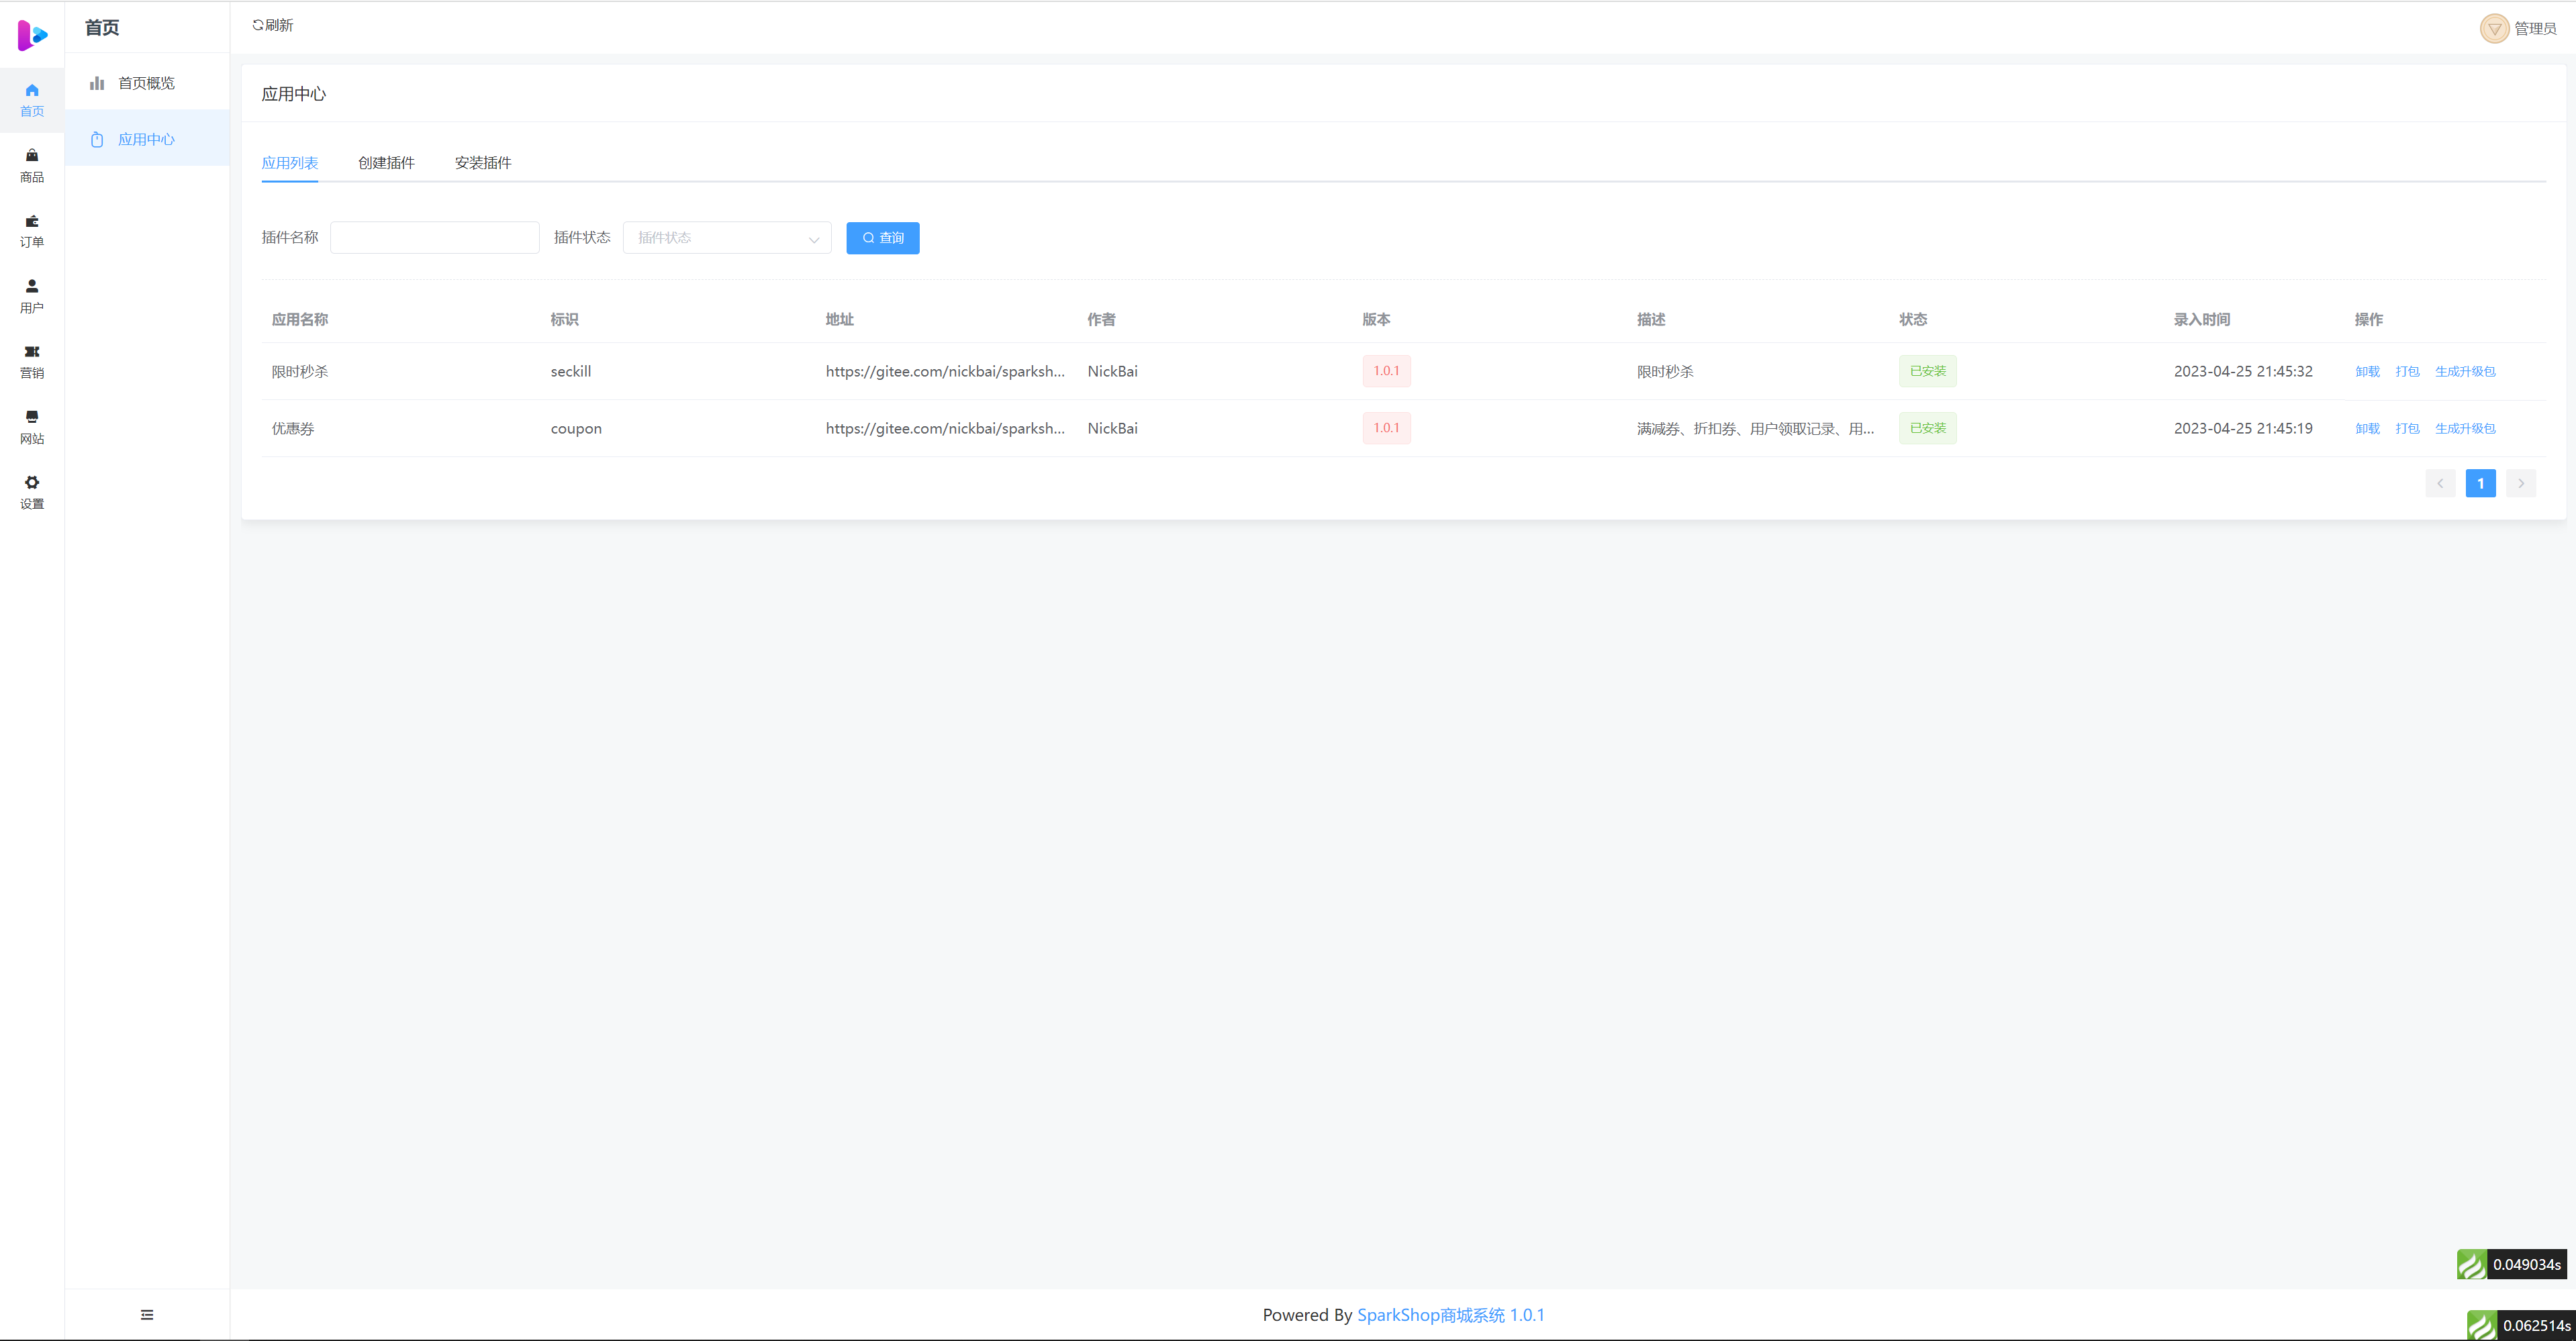 首页
刷新
管理员
首页
商品
订单
用户
营销
网站
设置
首页概览
应用中心
应用中心
应用列表 创建插件 安装插件
插件名称 插件状态 插件状态 查询
应用名称 标识 地址 作者 版本 描述 状态 录入时间 操作
限时秒杀 seckill https://gitee.com/nickbai/sparksh... NickBai 1.0.1 限时秒杀 已安装 2023-04-25 21:45:32 卸载 打包 生成升级包
优惠券 coupon https://gitee.com/nickbai/sparksh... NickBai 1.0.1 满减券、折扣券、用户领取记录、用... 已安装 2023-04-25 21:45:19 卸载 打包 生成升级包
1
0.049034s
Powered By SparkShop商城系统 1.0.1
0.062514s